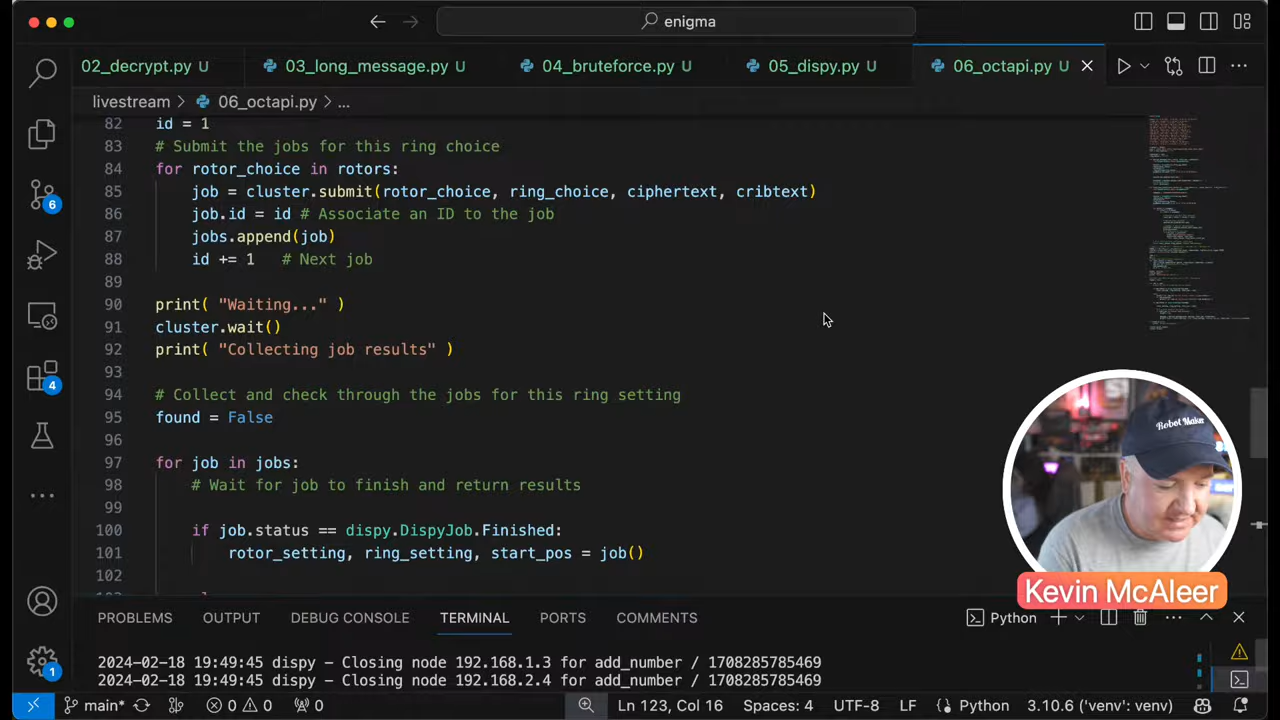 enigma
02_decrypt.py U
03_long_message.py U
04_bruteforce.py U
05_dispy.py U
06_octapi.py U
livestream > 06_octapi.py > ...
82 id = 1
83 # Submit the jobs for this ring choice
84 for rotor_choice in rotors:
85 job = cluster.submit(rotor_choice, ring_choice, ciphertext, cribtext)
86 job.id = id # Associate an ID to the job
87 jobs.append(job)
88 id += 1 # Next job
89
90 print( "Waiting..." )
91 cluster.wait()
92 print( "Collecting job results" )
93
94 # Collect and check through the jobs for this ring setting
95 found = False
96
97 for job in jobs:
98 # Wait for job to finish and return results
99
100 if job.status == dispy.DispyJob.Finished:
101 rotor_setting, ring_setting, start_pos = job()
102
6
4
1
Robot Maker
Kevin McAleer
PROBLEMS OUTPUT DEBUG CONSOLE TERMINAL PORTS COMMENTS Python
2024-02-18 19:49:45 dispy - Closing node 192.168.1.3 for add_number / 1708285785469
2024-02-18 19:49:45 dispy - Closing node 192.168.2.4 for add_number / 1708285785469
main* 0 0 0 Ln 123, Col 16 Spaces: 4 UTF-8 LF Python 3.10.6 ('venv': venv)